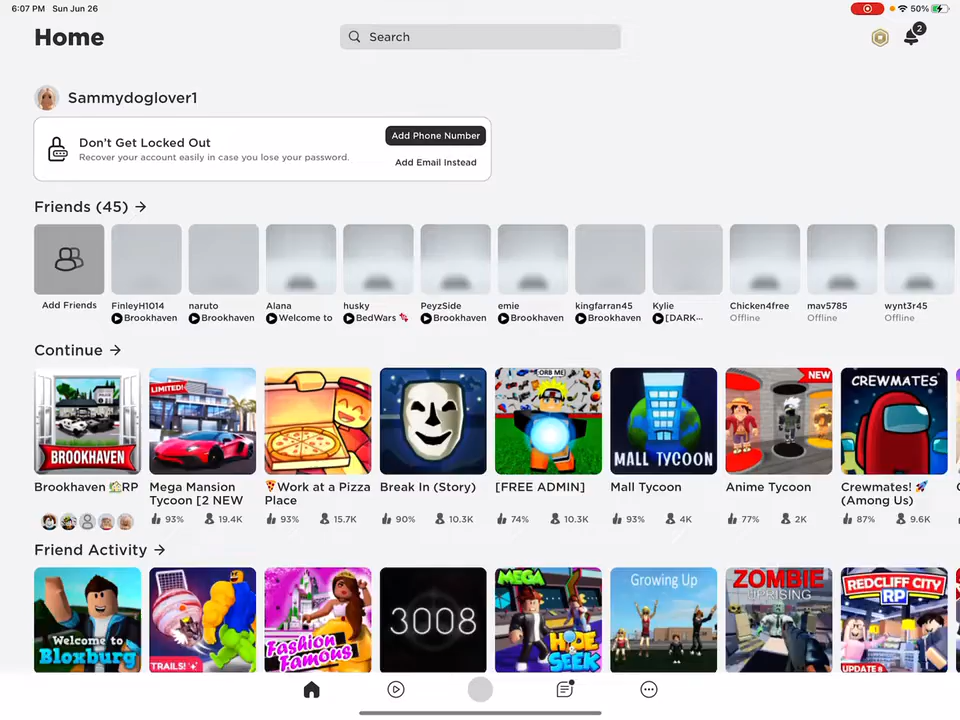 6:07 PM Sun Jun 26
50%
Home
Search
2
Sammydoglover1
Don't Get Locked Out
Recover your account easily in case you lose your password.
Add Phone Number
Add Email Instead
Friends (45) →
Add Friends
FinleyH1014
naruto
Alana
husky
PeyzSide
emie
kingfarran45
Kylie
Chicken4free
mav5785
wynt3r45
Brookhaven
Brookhaven
Welcome to
BedWars
Brookhaven
Brookhaven
Brookhaven
[DARK...
Offline
Offline
Offline
Continue →
BROOKHAVEN
LIMITED!
ORB ME
MALL TYCOON
NEW
CREWMATES
Brookhaven 🏡RP
Mega Mansion
Tycoon [2 NEW
🍕Work at a Pizza
Place
Break In (Story)
[FREE ADMIN]
Mall Tycoon
Anime Tycoon
Crewmates! 🚀
(Among Us)
93% 19.4K
93% 15.7K
90% 10.3K
74% 10.3K
93% 4K
77% 2K
87% 9.6K
Friend Activity →
Welcome to
Bloxburg
TRAILS!
Fashion
Famous
3008
MEGA
HIDE &
SEEK
Growing Up
ZOMBIE
UPRISING
REDCLIFF CITY
RP
UPDATE 8